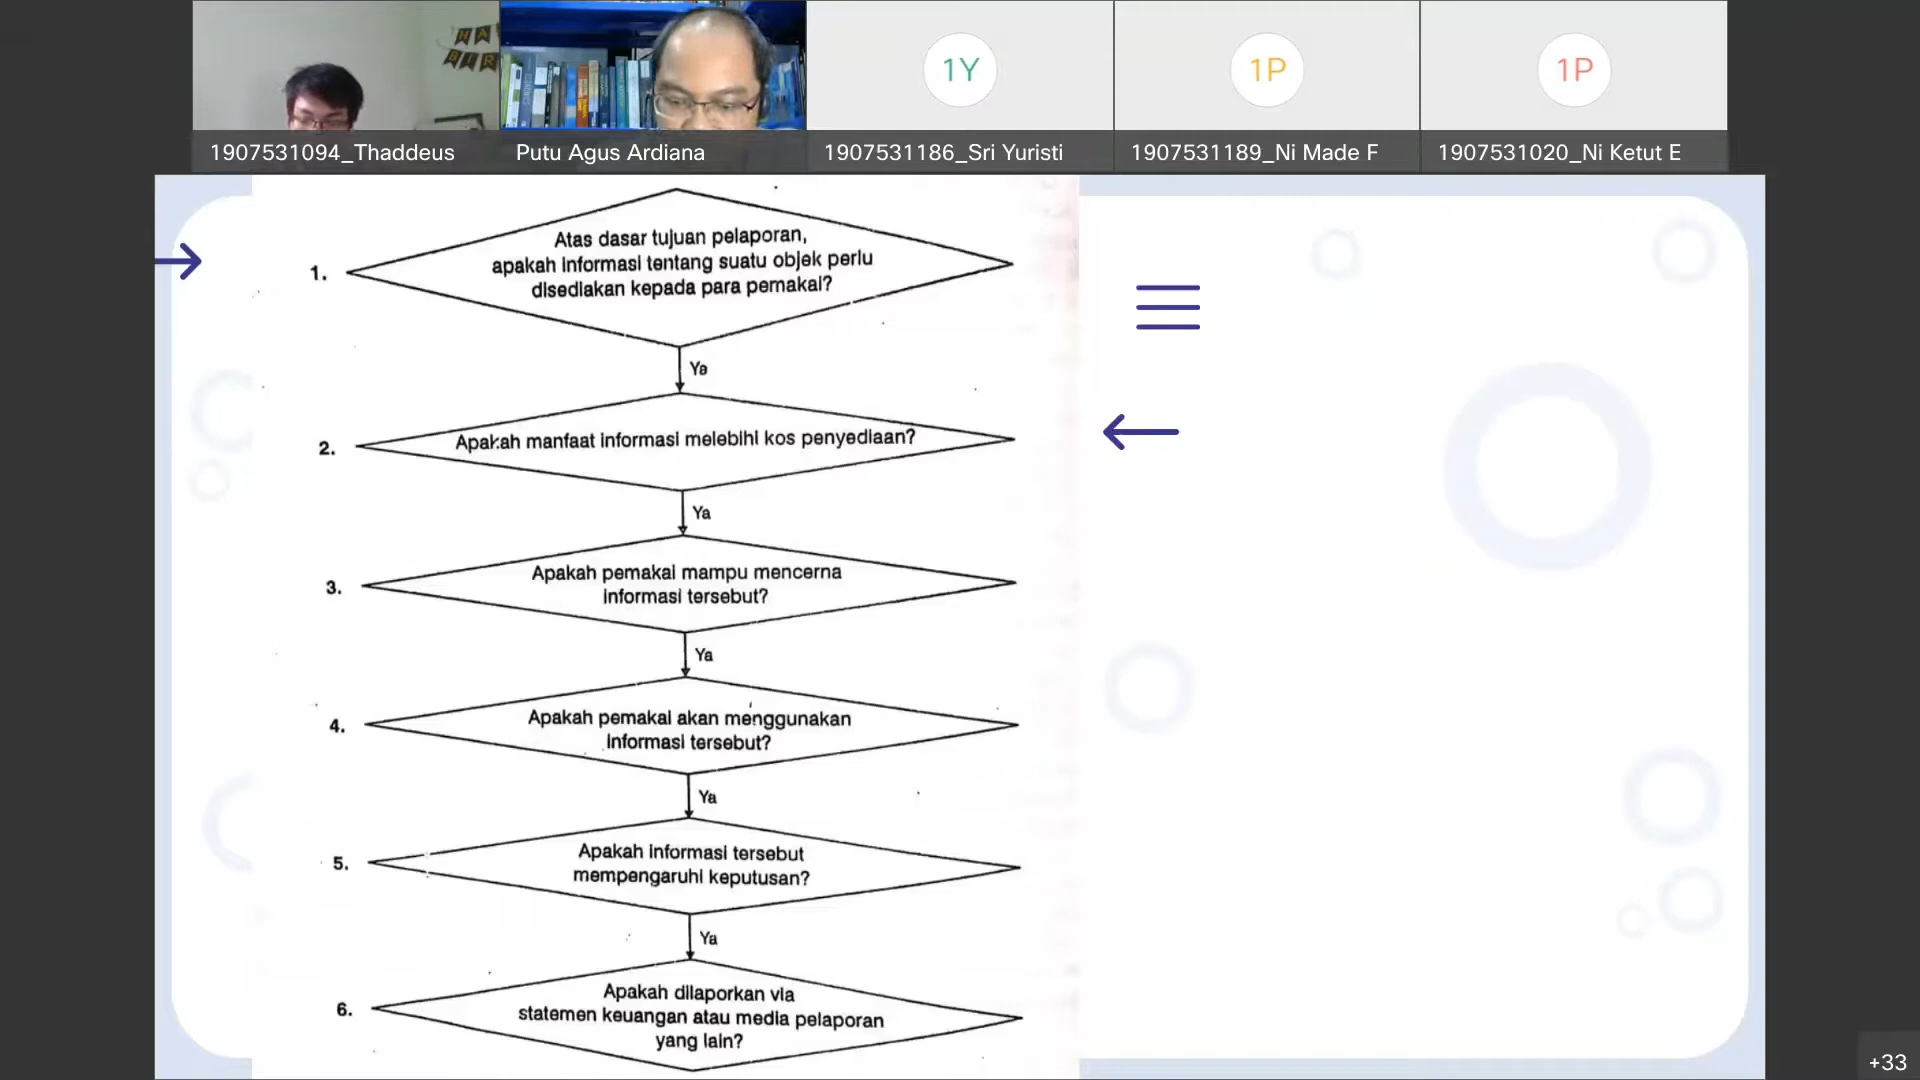 HA
BIR
1Y
1P
1P
1907531094_Thaddeus
Putu Agus Ardiana
1907531186_Sri Yuristi
1907531189_Ni Made F
1907531020_Ni Ketut E
1.
Atas dasar tujuan pelaporan,
apakah informasi tentang suatu objek perlu
disediakan kepada para pemakai?
Ya
2.
Apakah manfaat informasi melebihi kos penyediaan?
Ya
3.
Apakah pemakai mampu mencerna
informasi tersebut?
Ya
4.
Apakah pemakai akan menggunakan
informasi tersebut?
Ya
5.
Apakah informasi tersebut
mempengaruhi keputusan?
Ya
6.
Apakah dilaporkan via
statemen keuangan atau media pelaporan
yang lain?
+33